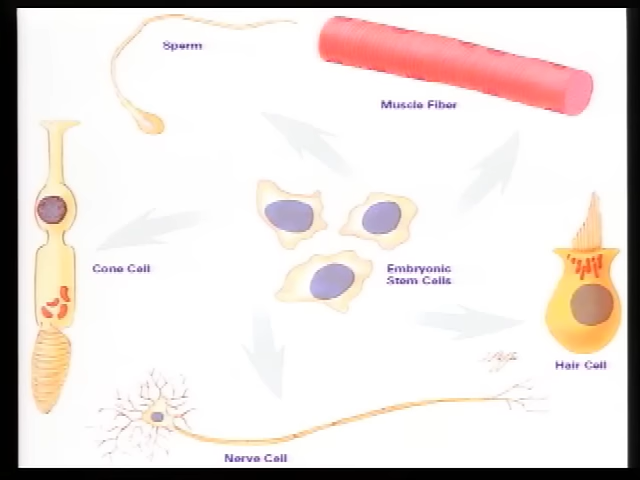 Sperm
Muscle Fiber
Cone Cell
Embryonic
Stem Cells
Hair Cell
Nerve Cell